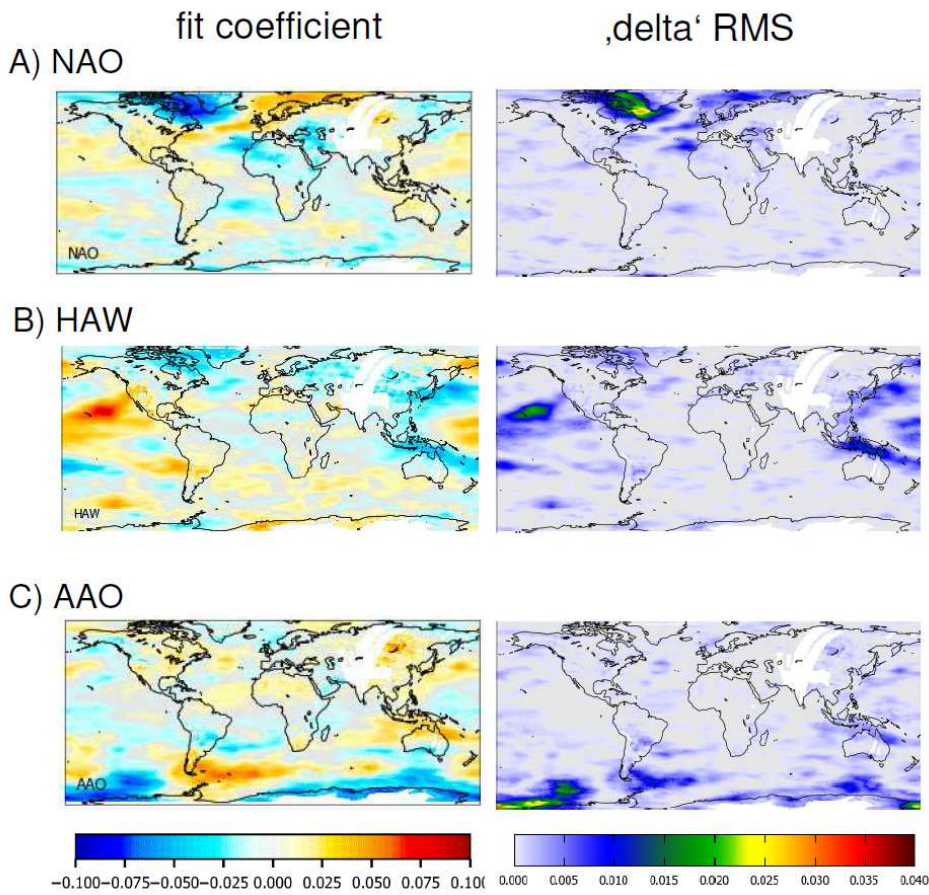 fit coefficient
‚delta‘ RMS
A) NAO
NAO
B) HAW
HAW
C) AAO
AAO
−0.100−0.075−0.050−0.025 0.000 0.025 0.050 0.075 0.100
0.000 0.005 0.010 0.015 0.020 0.025 0.030 0.035 0.040